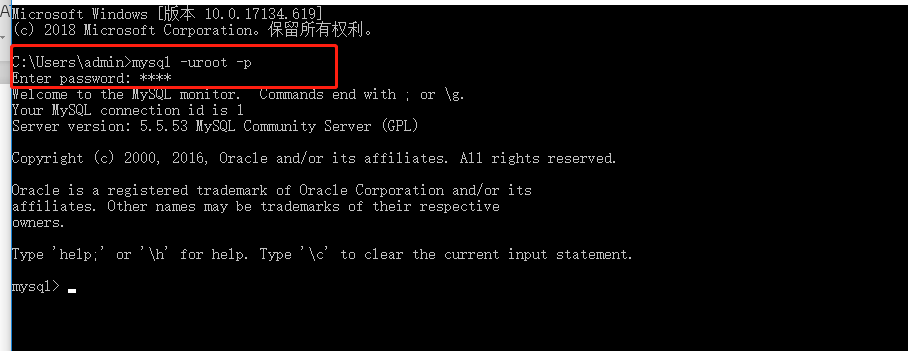 Microsoft Windows [版本 10.0.17134.619]
(c) 2018 Microsoft Corporation。保留所有权利。
C:\Users\admin>mysql -uroot -p
Enter password: ****
Welcome to the MySQL monitor.  Commands end with ; or \g.
Your MySQL connection id is 1
Server version: 5.5.53 MySQL Community Server (GPL)
Copyright (c) 2000, 2016, Oracle and/or its affiliates. All rights reserved.
Oracle is a registered trademark of Oracle Corporation and/or its
affiliates. Other names may be trademarks of their respective
owners.
Type 'help;' or '\h' for help. Type '\c' to clear the current input statement.
mysql>